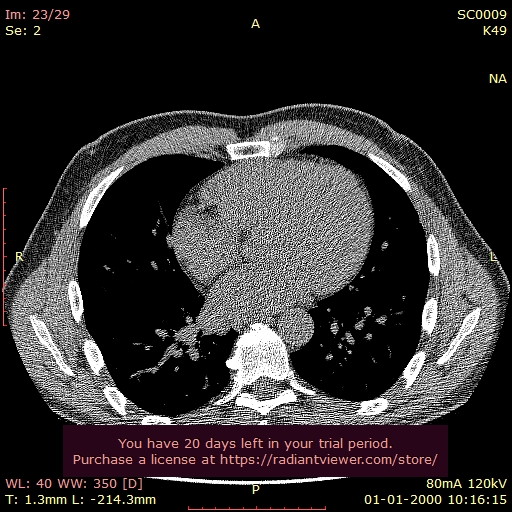 Im: 23/29
Se: 2
A
SC0009
K49
NA
R
L
You have 20 days left in your trial period.
Purchase a license at https://radiantviewer.com/store/
WL: 40 WW: 350 [D]
T: 1.3mm L: -214.3mm
P
80mA 120kV
01-01-2000 10:16:15